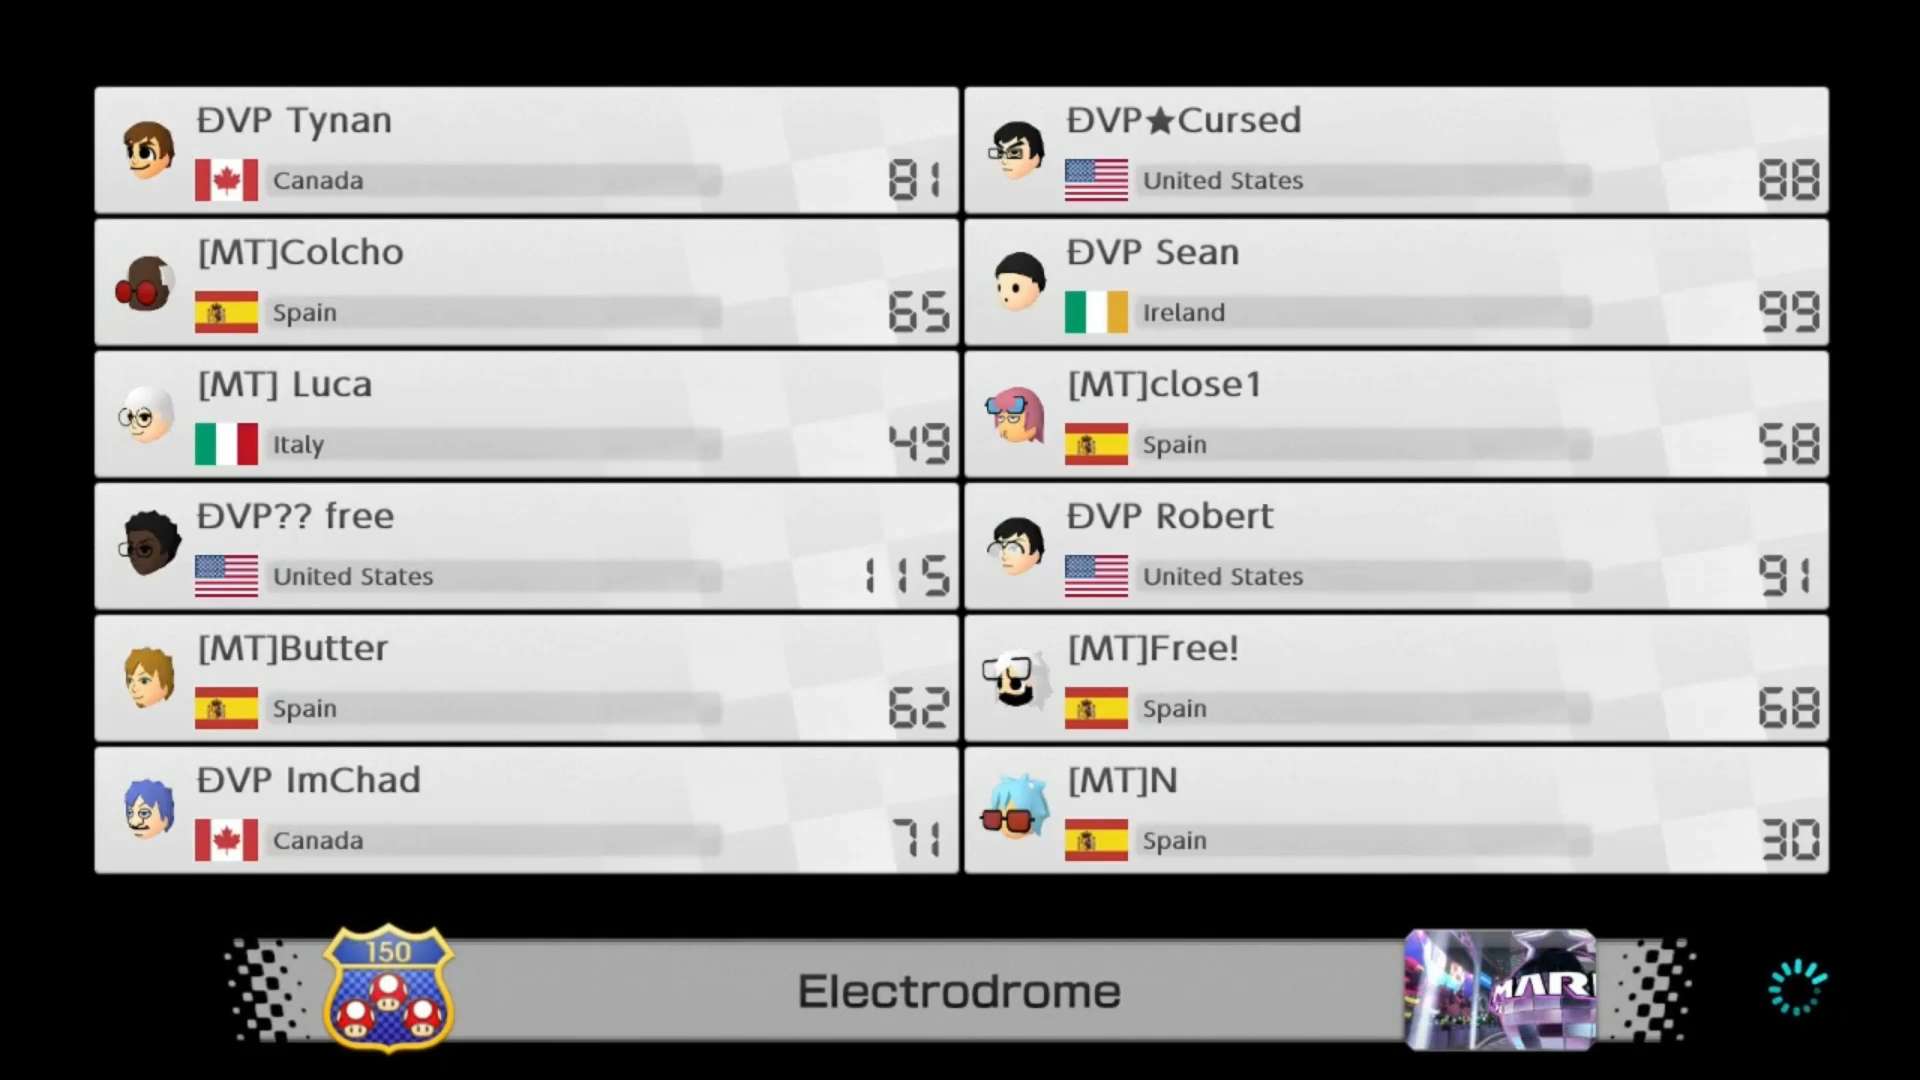 ĐVP Tynan
Canada
81
ĐVP★Cursed
United States
88
[MT]Colcho
Spain
65
ĐVP Sean
Ireland
99
[MT] Luca
Italy
49
[MT]close1
Spain
58
ĐVP?? free
United States
115
ĐVP Robert
United States
91
[MT]Butter
Spain
62
[MT]Free!
Spain
68
ĐVP ImChad
Canada
71
[MT]N
Spain
30
150
Electrodrome
MARI